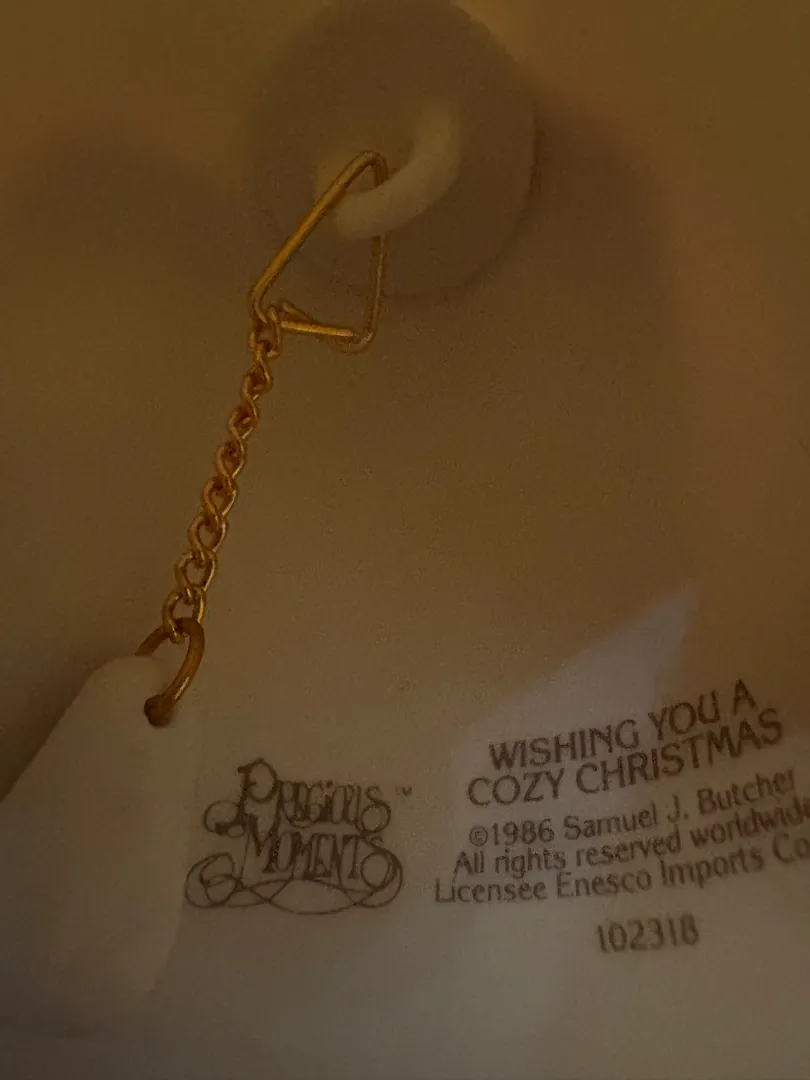 PRECIOUS
MOMENTS™
WISHING YOU A
COZY CHRISTMAS
©1986 Samuel J. Butcher
All rights reserved worldwide
Licensee Enesco Imports Co
102318